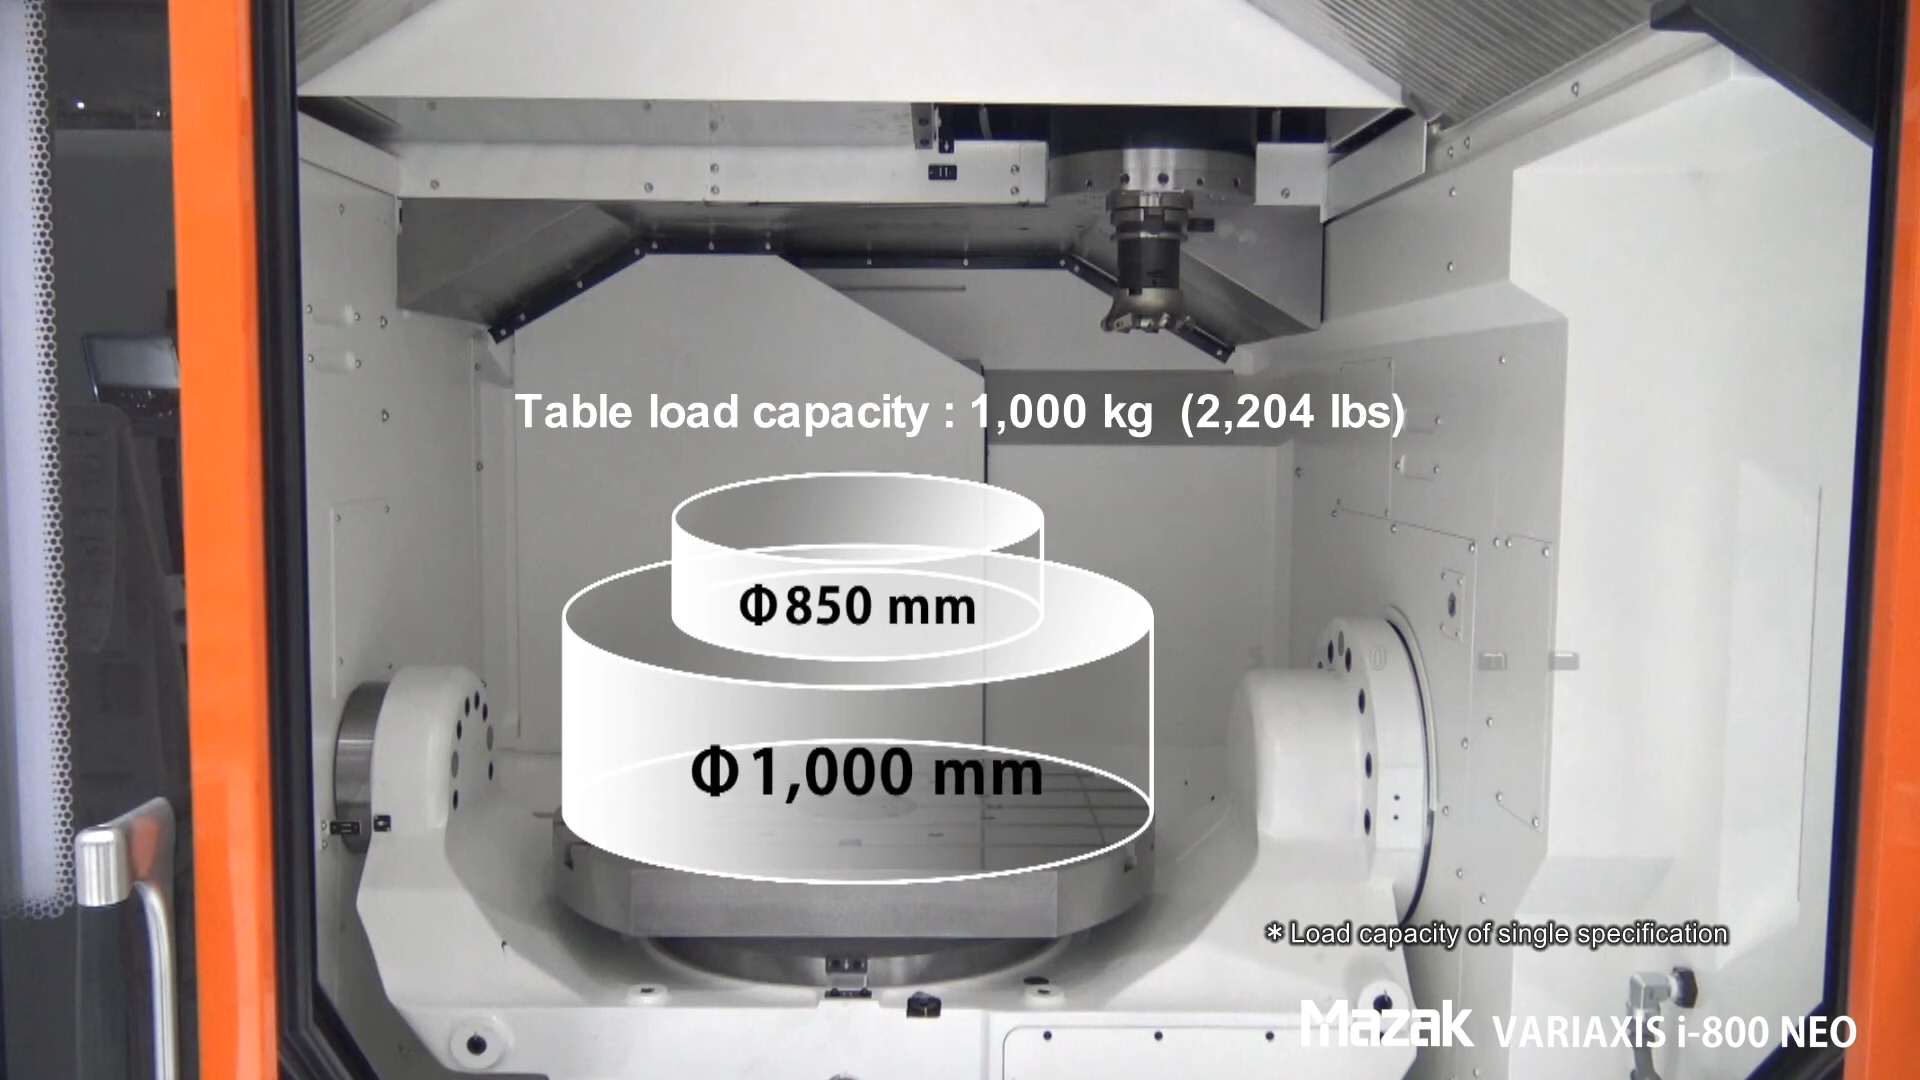 Table load capacity : 1,000 kg (2,204 lbs)
Φ850 mm
Φ1,000 mm
* Load capacity of single specification
Mazak VARIAXIS i-800 NEO